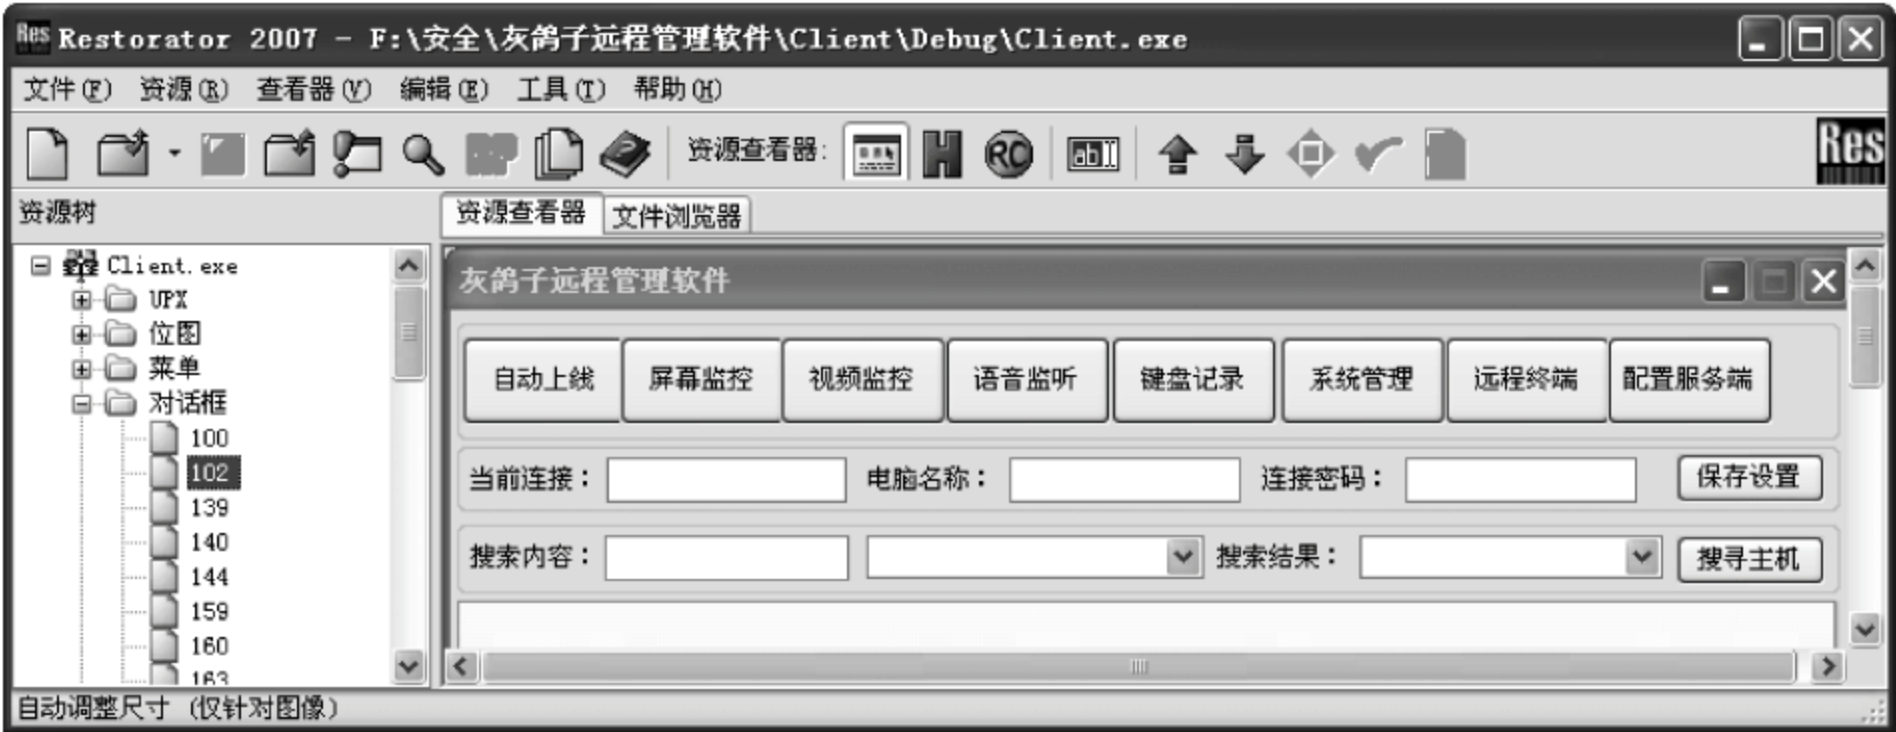 Res Restorator 2007 - F:\安全\灰鸽子远程管理软件\Client\Debug\Client.exe
文件(F) 资源(R) 查看器(V) 编辑(E) 工具(T) 帮助(H)
资源查看器: H RC ab Res
资源树 资源查看器 文件浏览器
Client.exe
UPX
位图
菜单
对话框
100
102
139
140
144
159
160
163
灰鸽子远程管理软件
自动上线 屏幕监控 视频监控 语音监听 键盘记录 系统管理 远程终端 配置服务端
当前连接： 电脑名称： 连接密码： 保存设置
搜索内容： 搜索结果： 搜寻主机
自动调整尺寸 (仅针对图像)